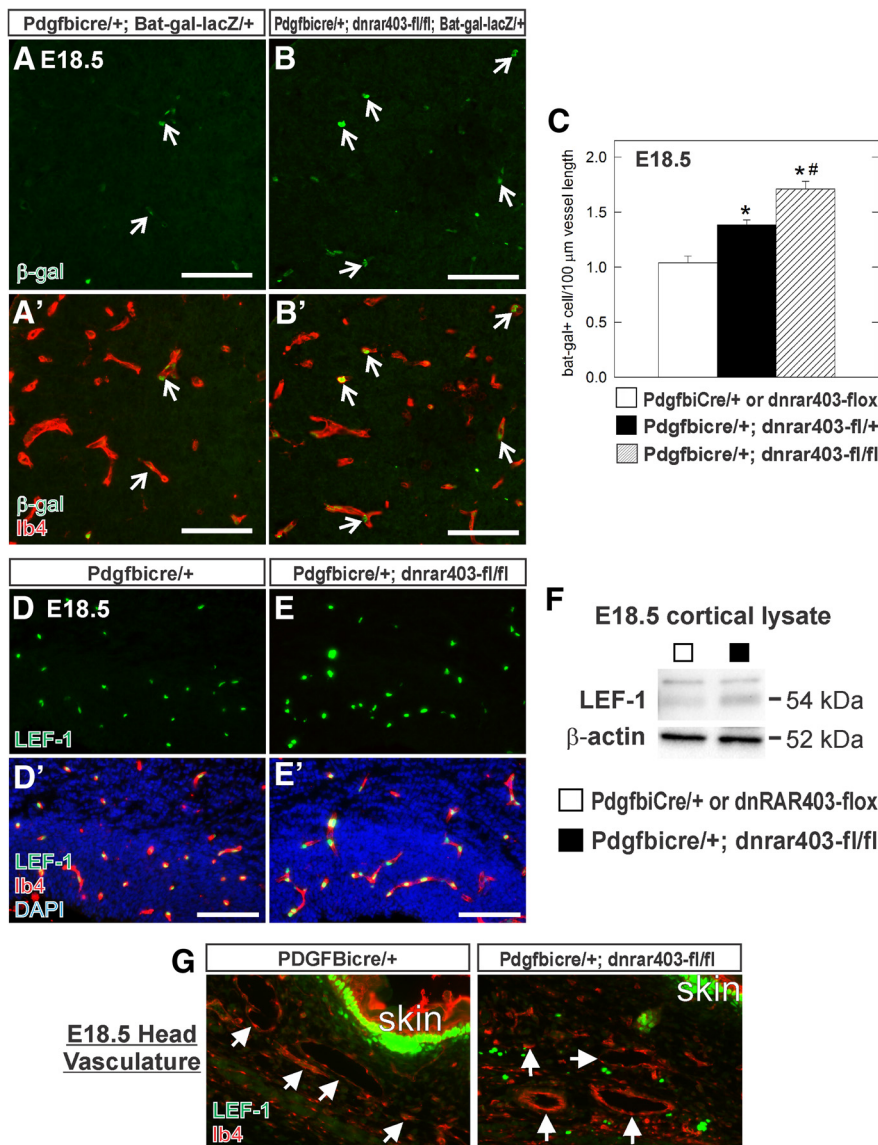 Pdgfbicre/+; Bat-gal-lacZ/+
Pdgfbicre/+; dnrar403-fl/fl; Bat-gal-lacZ/+
A E18.5
β-gal
B
A’
β-gal
Ib4
B’
C
E18.5
* 
* #
bat-gal+ cell/100 μm vessel length
2.0
1.5
1.0
0.5
0.0
PdgfbiCre/+ or dnrar403-flox
Pdgfbicre/+; dnrar403-fl/+
Pdgfbicre/+; dnrar403-fl/fl
Pdgfbicre/+
Pdgfbicre/+; dnrar403-fl/fl
D E18.5
LEF-1
E
D’
LEF-1
Ib4
DAPI
E’
F
E18.5 cortical lysate
LEF-1
54 kDa
β-actin
52 kDa
PdgfbiCre/+ or dnRAR403-flox
Pdgfbicre/+; dnrar403-fl/fl
G
PDGFBicre/+
Pdgfbicre/+; dnrar403-fl/fl
E18.5 Head
Vasculature
skin
skin
LEF-1
Ib4